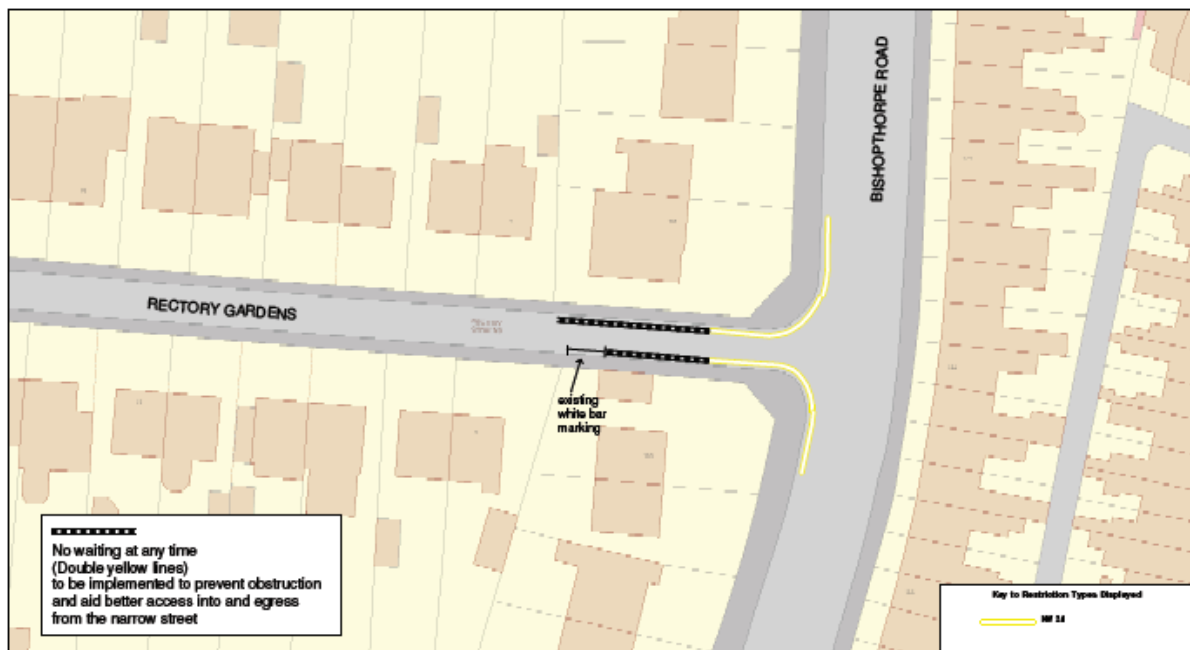 BISHOPTHORPE ROAD
RECTORY GARDENS
existing
white bar
marking
No waiting at any time
(Double yellow lines)
to be implemented to prevent obstruction
and aid better access into and egress
from the narrow street
Key to Restriction Types Displayed